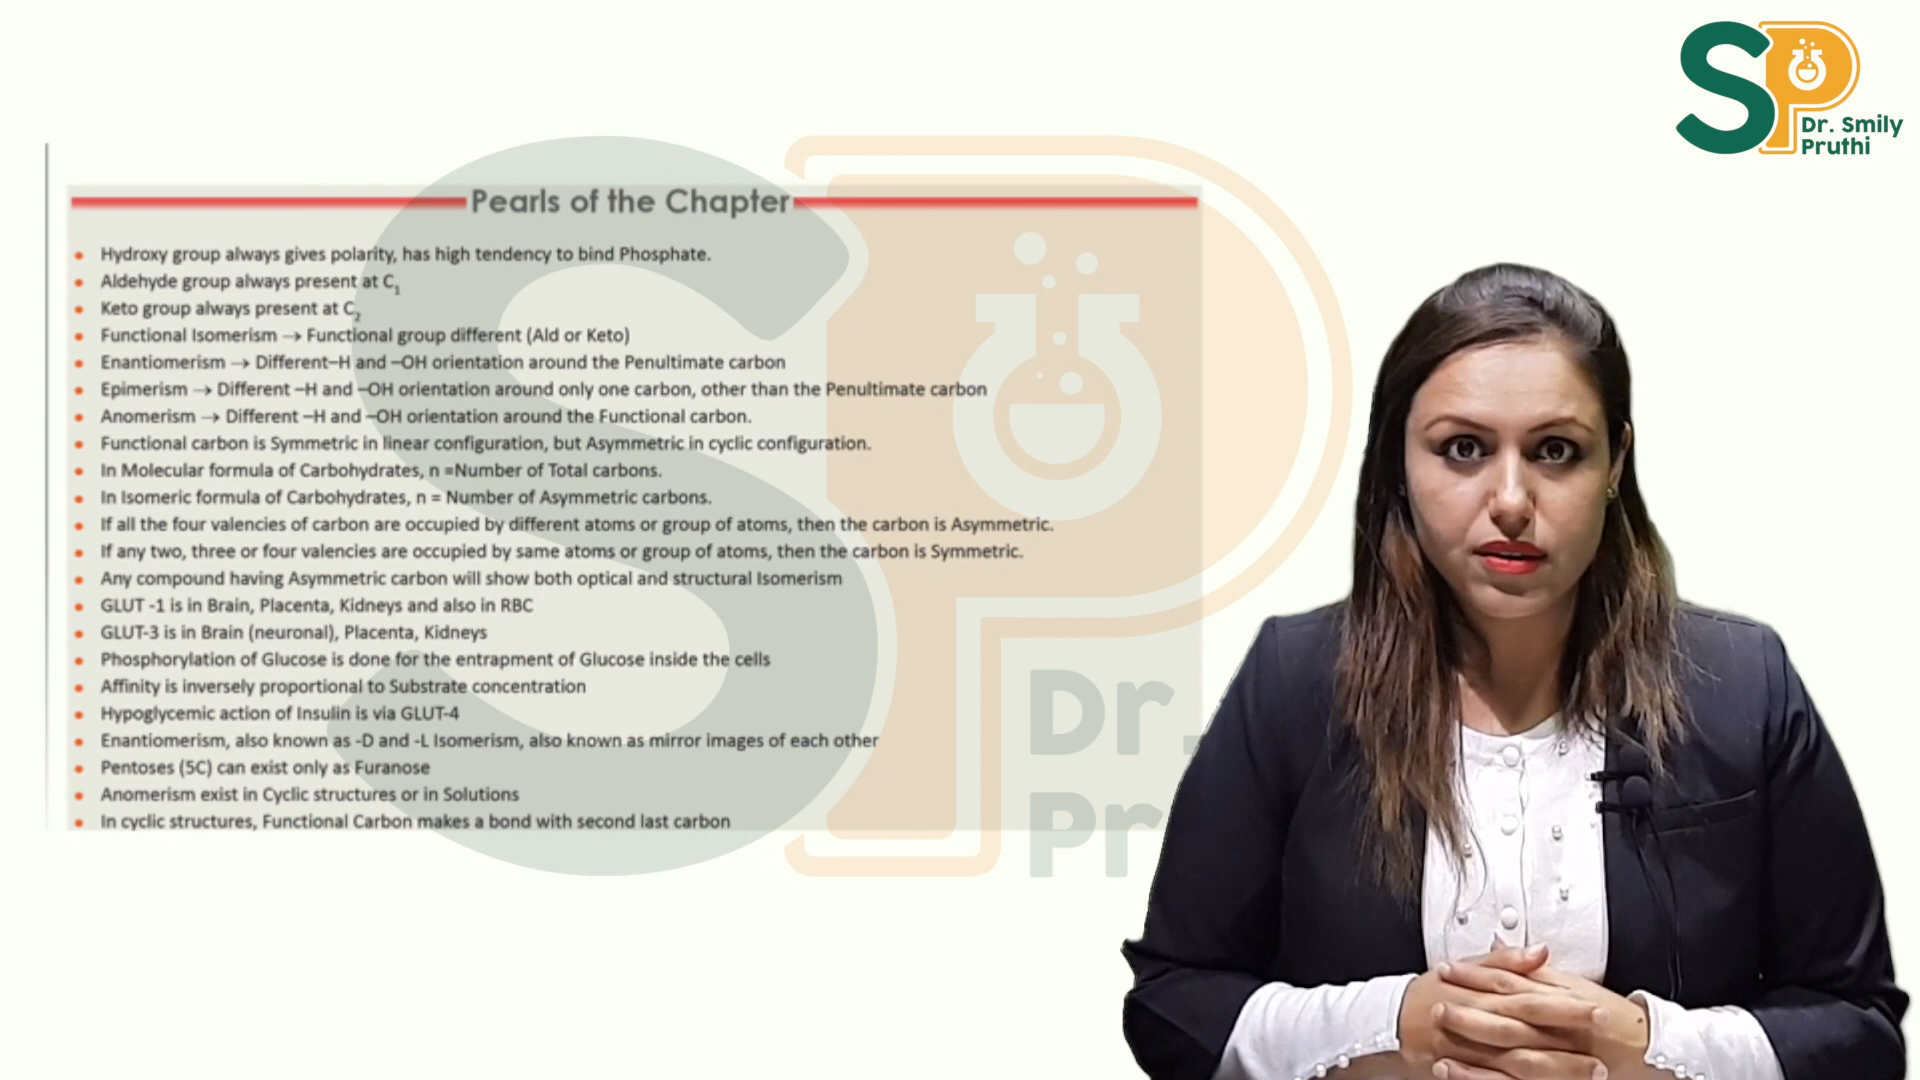 SP
Dr. Smily
Pruthi
Pearls of the Chapter
• Hydroxy group always gives polarity, has high tendency to bind Phosphate.
• Aldehyde group always present at C₁
• Keto group always present at C₂
• Functional Isomerism → Functional group different (Ald or Keto)
• Enantiomerism → Different–H and –OH orientation around the Penultimate carbon
• Epimerism → Different –H and –OH orientation around only one carbon, other than the Penultimate carbon
• Anomerism → Different –H and –OH orientation around the Functional carbon.
• Functional carbon is Symmetric in linear configuration, but Asymmetric in cyclic configuration.
• In Molecular formula of Carbohydrates, n =Number of Total carbons.
• In Isomeric formula of Carbohydrates, n = Number of Asymmetric carbons.
• If all the four valencies of carbon are occupied by different atoms or group of atoms, then the carbon is Asymmetric.
• If any two, three or four valencies are occupied by same atoms or group of atoms, then the carbon is Symmetric.
• Any compound having Asymmetric carbon will show both optical and structural Isomerism
• GLUT -1 is in Brain, Placenta, Kidneys and also in RBC
• GLUT-3 is in Brain (neuronal), Placenta, Kidneys
• Phosphorylation of Glucose is done for the entrapment of Glucose inside the cells
• Affinity is inversely proportional to Substrate concentration
• Hypoglycemic action of Insulin is via GLUT-4
• Enantiomerism, also known as -D and -L Isomerism, also known as mirror images of each other
• Pentoses (5C) can exist only as Furanose
• Anomerism exist in Cyclic structures or in Solutions
• In cyclic structures, Functional Carbon makes a bond with second last carbon
SP
Dr.
Pr